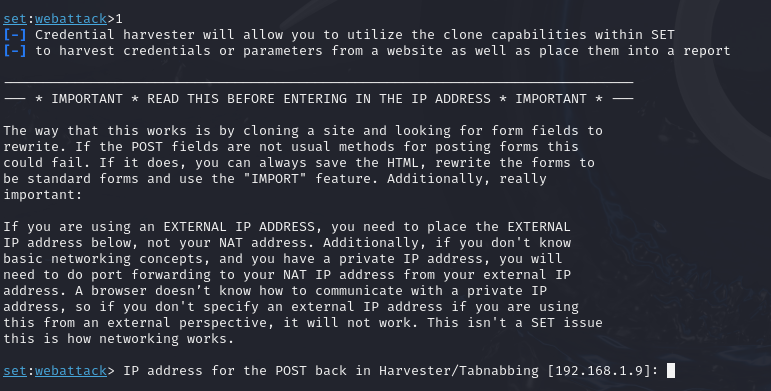 set:webattack>1
[-] Credential harvester will allow you to utilize the clone capabilities within SET
[-] to harvest credentials or parameters from a website as well as place them into a report
-------------------------------------------------------------------------------
--- * IMPORTANT * READ THIS BEFORE ENTERING IN THE IP ADDRESS * IMPORTANT * ---
The way that this works is by cloning a site and looking for form fields to
rewrite. If the POST fields are not usual methods for posting forms this
could fail. If it does, you can always save the HTML, rewrite the forms to
be standard forms and use the "IMPORT" feature. Additionally, really
important:
If you are using an EXTERNAL IP ADDRESS, you need to place the EXTERNAL
IP address below, not your NAT address. Additionally, if you don't know
basic networking concepts, and you have a private IP address, you will
need to do port forwarding to your NAT IP address from your external IP
address. A browser doesn’t know how to communicate with a private IP
address, so if you don't specify an external IP address if you are using
this from an external perspective, it will not work. This isn't a SET issue
this is how networking works.
set:webattack> IP address for the POST back in Harvester/Tabnabbing [192.168.1.9]: